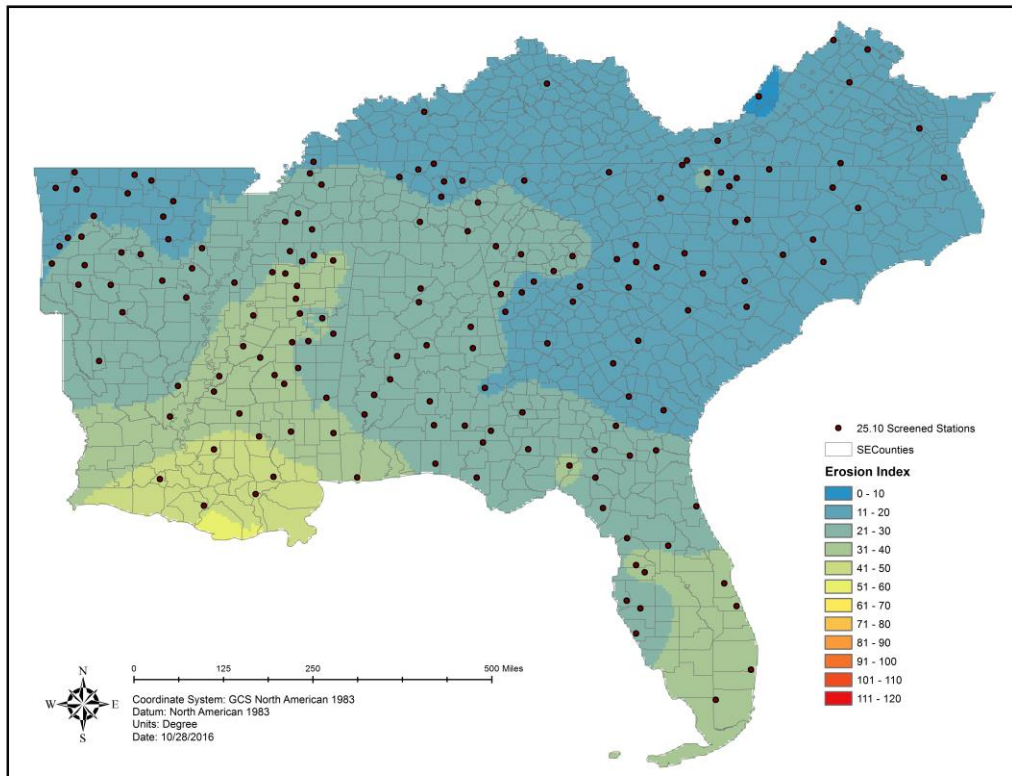 25.10 Screened Stations
SECounties
Erosion Index
0 - 10
11 - 20
21 - 30
31 - 40
41 - 50
51 - 60
61 - 70
71 - 80
81 - 90
91 - 100
101 - 110
111 - 120
N
W E
S
0 125 250 500 Miles
Coordinate System: GCS North American 1983
Datum: North American 1983
Units: Degree
Date: 10/28/2016